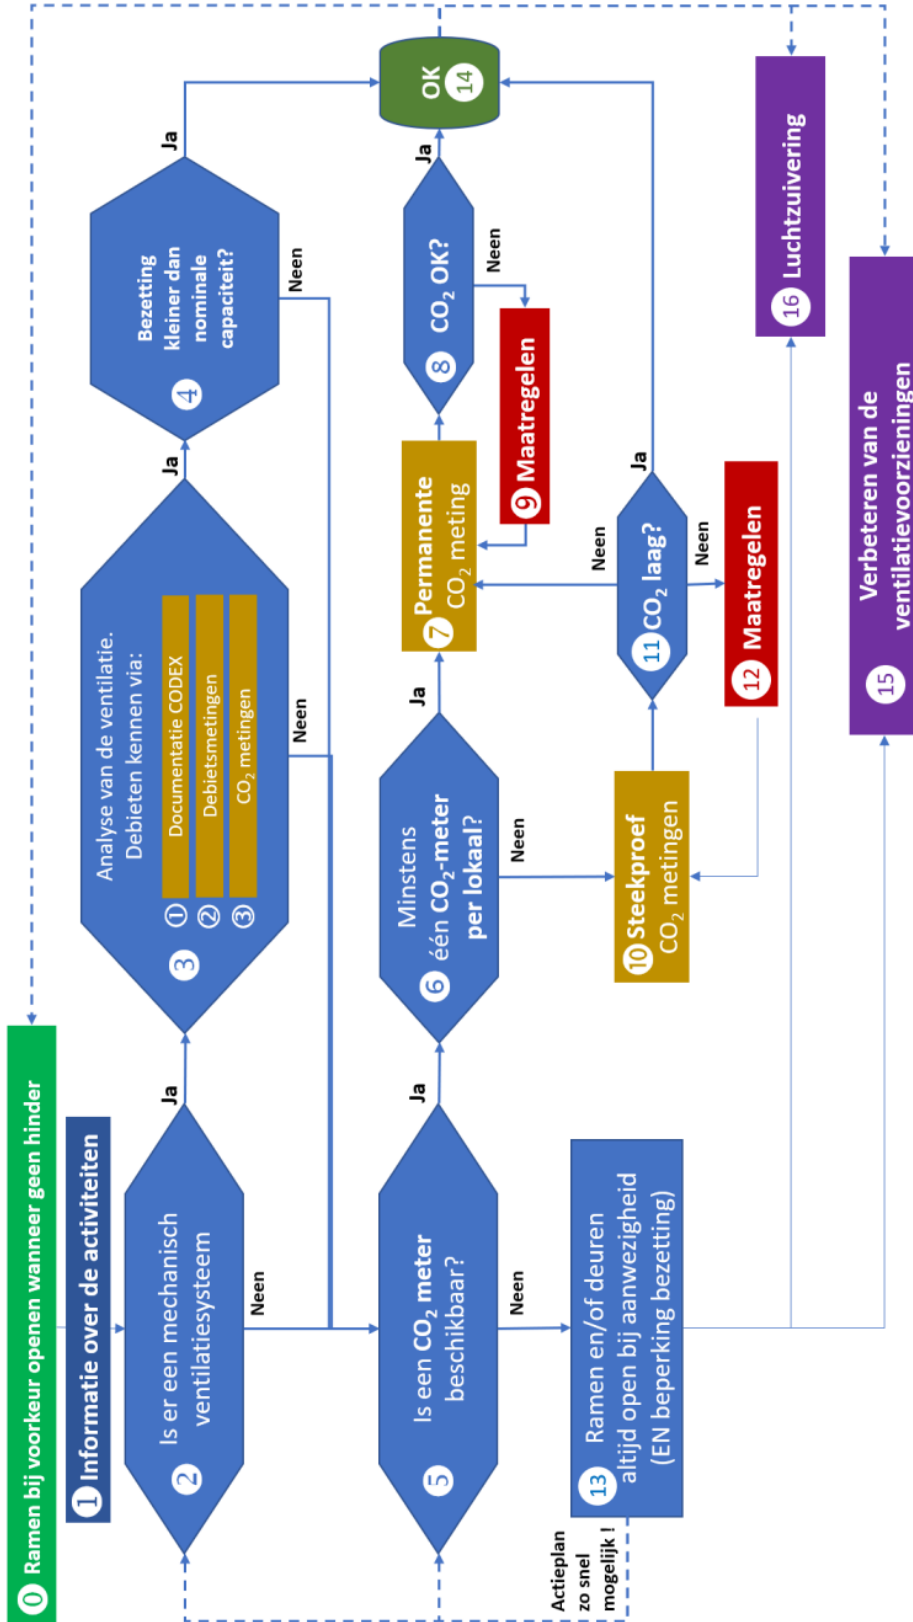 0 Ramen bij voorkeur openen wanneer geen hinder
1 Informatie over de activiteiten
2 Is er een mechanisch
ventilatiesysteem
Ja
Neen
3 Analyse van de ventilatie.
Debieten kennen via:
① Documentatie CODEX
② Debietsmetingen
③ CO₂ metingen
Ja
Neen
4 Bezetting
kleiner dan
nominale
capaciteit?
Ja
Neen
5 Is een CO₂ meter
beschikbaar?
Ja
Neen
6 Minstens
één CO₂-meter
per lokaal?
Ja
Neen
7 Permanente
CO₂ meting
8 CO₂ OK?
Ja
Neen
9 Maatregelen
10 Steekproef
CO₂ metingen
11 CO₂ laag?
Ja
Neen
Neen
12 Maatregelen
13 Ramen en/of deuren
altijd open bij aanwezigheid
(EN beperking bezetting)
Actieplan
zo snel
mogelijk !
OK
14
15 Verbeteren van de
ventilatievoorzieningen
16 Luchtzuivering